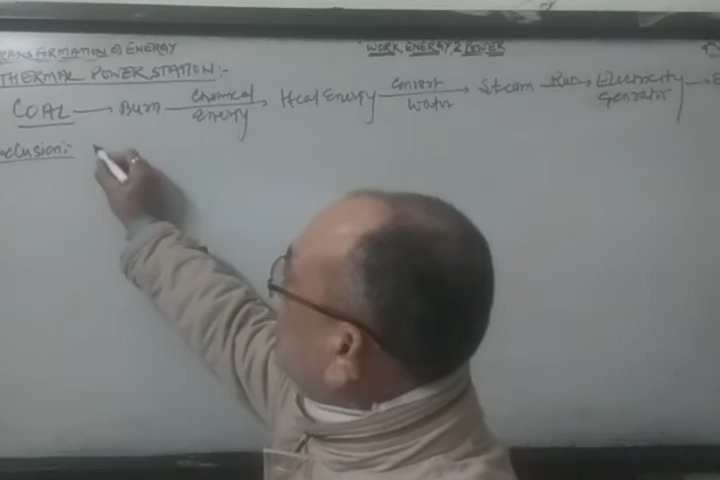 TRANSFORMATION OF ENERGY
WORK, ENERGY & POWER
THERMAL POWER STATION:-
COAL → Burn Chemical Energy → Heat Energy Convert Water → Steam Run → Electricity Generator → E
nclusion:-